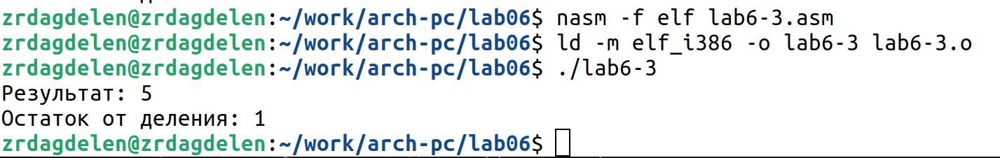 zrdagdelen@zrdagdelen:~/work/arch-pc/lab06$ nasm -f elf lab6-3.asm
zrdagdelen@zrdagdelen:~/work/arch-pc/lab06$ ld -m elf_i386 -o lab6-3 lab6-3.o
zrdagdelen@zrdagdelen:~/work/arch-pc/lab06$ ./lab6-3
Результат: 5
Остаток от деления: 1
zrdagdelen@zrdagdelen:~/work/arch-pc/lab06$